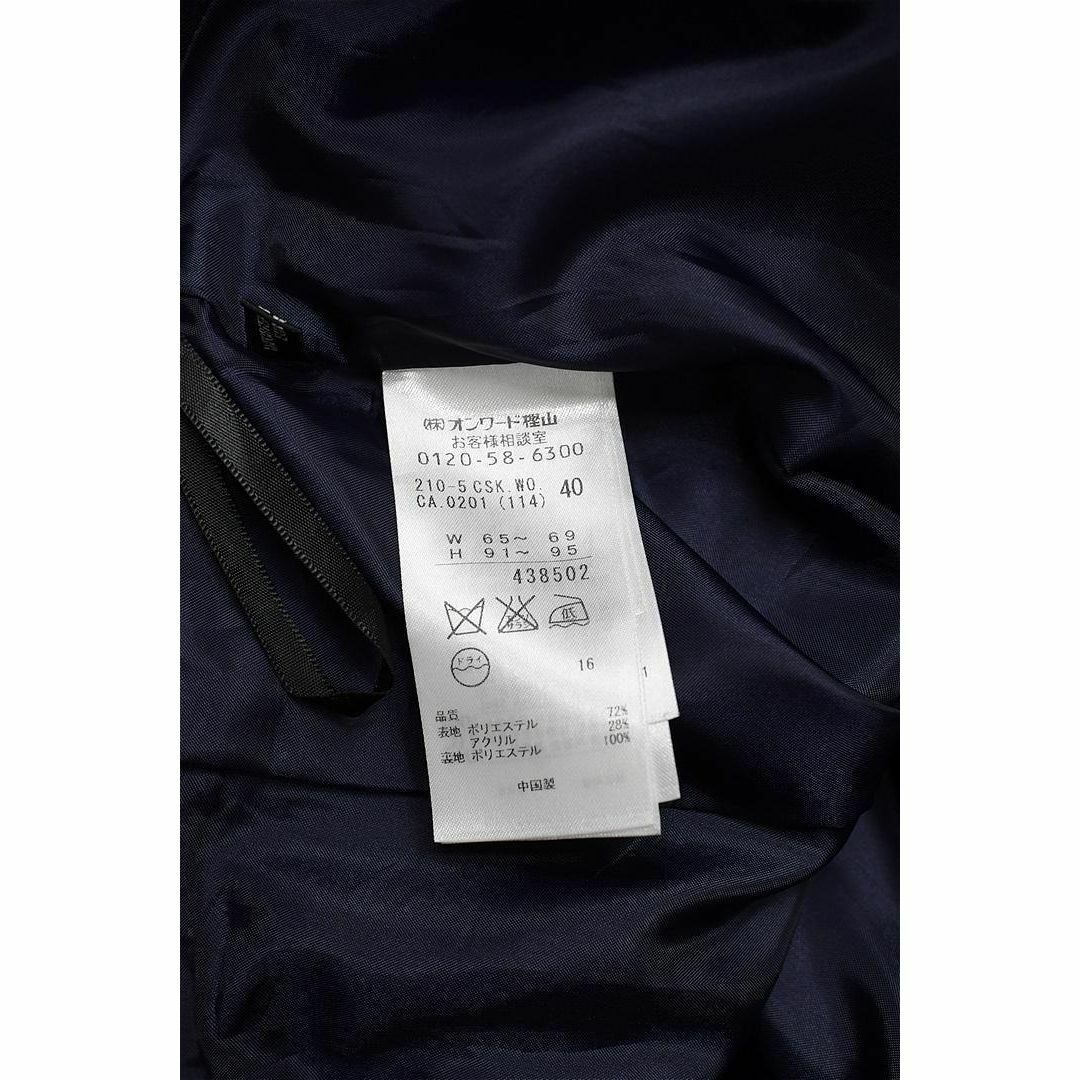 (株)オンワード樫山
お客様相談室
0120-58-6300
210-5 CSK.WO. 40
CA.0201 (114)
W 65～ 69
H 91～ 95
438502
低
ドライ
16
1
品質
表地 ポリエステル 72%
アクリル 28%
裏地 ポリエステル 100%
中国製